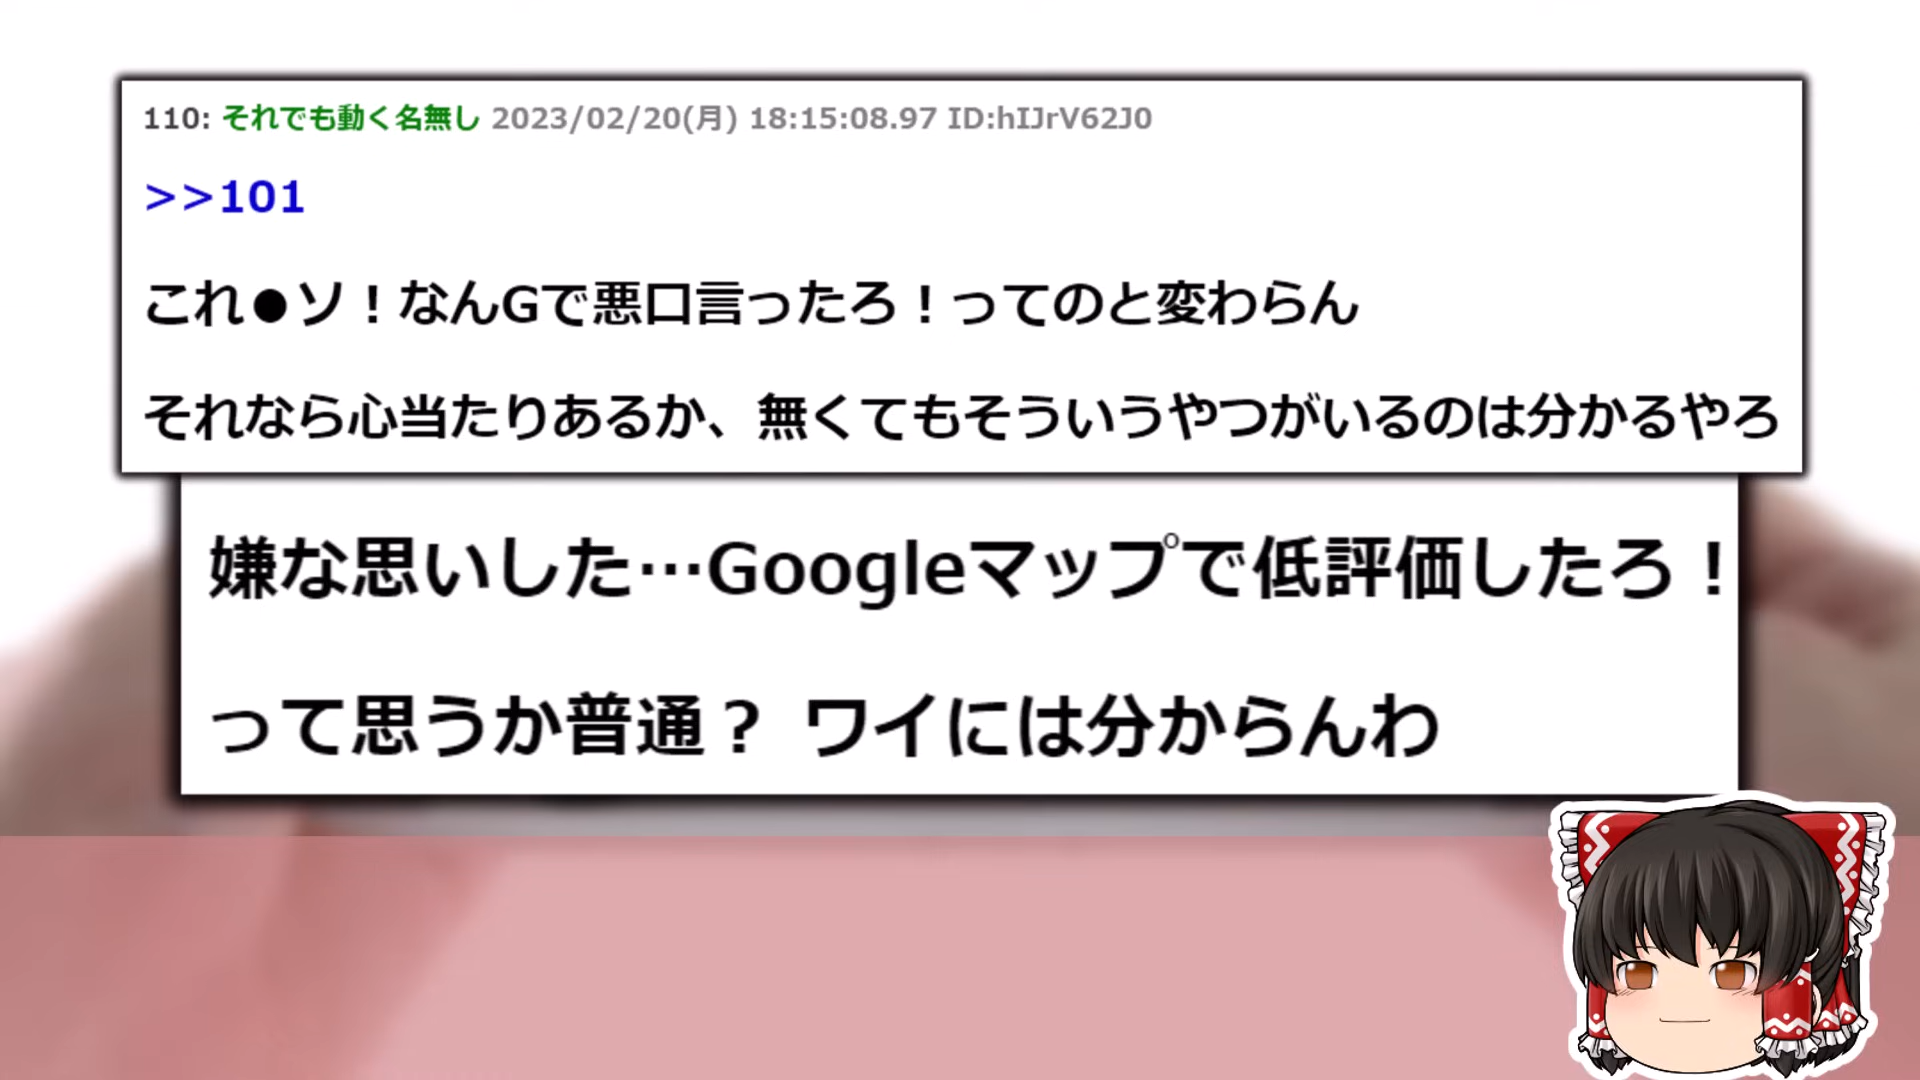 110: それでも動く名無し 2023/02/20(月) 18:15:08.97 ID:hIJrV62J0
>>101
これ●ソ！なんGで悪口言ったろ！ってのと変わらん
それなら心当たりあるか、無くてもそういうやつがいるのは分かるやろ
嫌な思いした…Googleマップで低評価したろ！
って思うか普通？ ワイには分からんわ